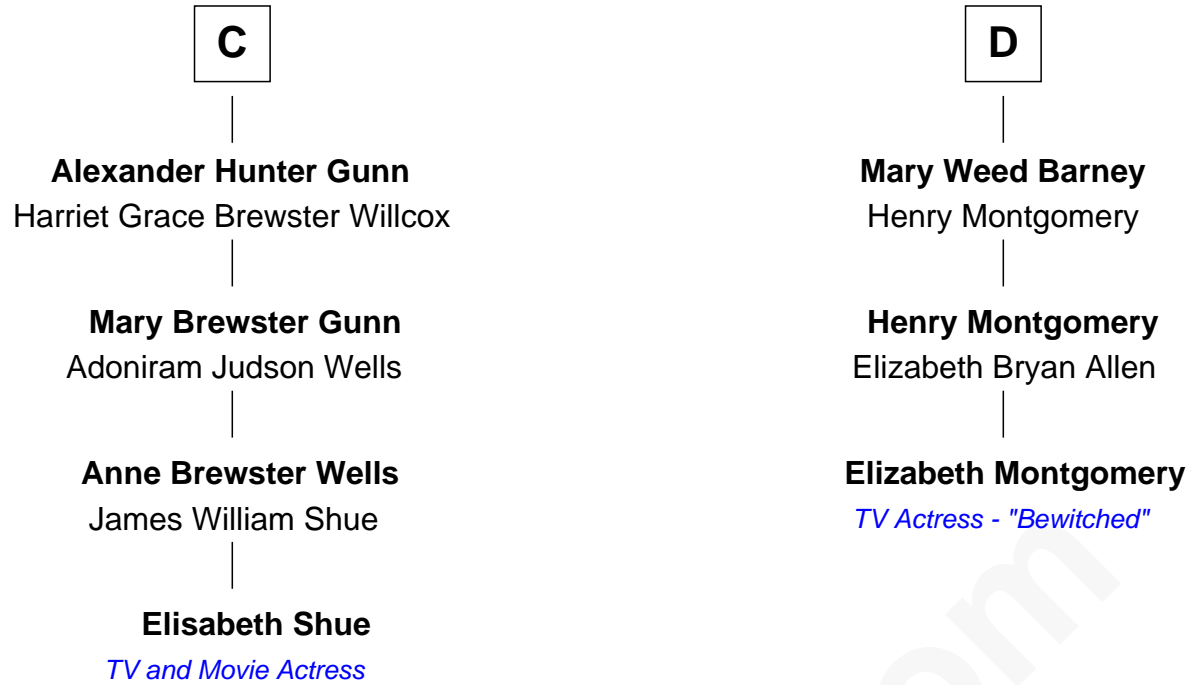 C
Alexander Hunter Gunn
Harriet Grace Brewster Willcox
Mary Brewster Gunn
Adoniram Judson Wells
Anne Brewster Wells
James William Shue
Elisabeth Shue
TV and Movie Actress
D
Mary Weed Barney
Henry Montgomery
Henry Montgomery
Elizabeth Bryan Allen
Elizabeth Montgomery
TV Actress - "Bewitched"
om